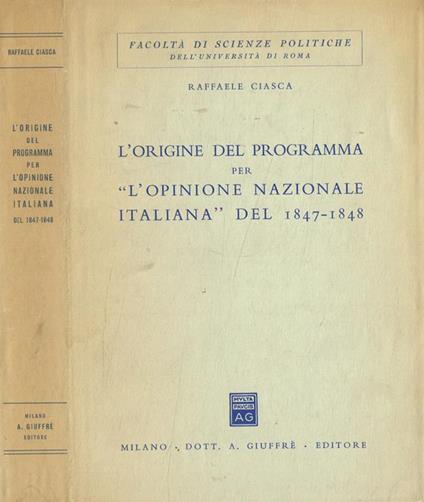 RAFFAELE CIASCA
L'ORIGINE
DEL
PROGRAMMA
PER
L'OPINIONE
NAZIONALE
ITALIANA
DEL 1847-1848
MILANO
A. GIUFFRÈ
EDITORE
FACOLTÀ DI SCIENZE POLITICHE
DELL'UNIVERSITÀ DI ROMA
RAFFAELE CIASCA
L'ORIGINE DEL PROGRAMMA
PER
"L'OPINIONE NAZIONALE
ITALIANA" DEL 1847-1848
MVLTA
PAVCIS
AG
MILANO · DOTT. A. GIUFFRÈ · EDITORE